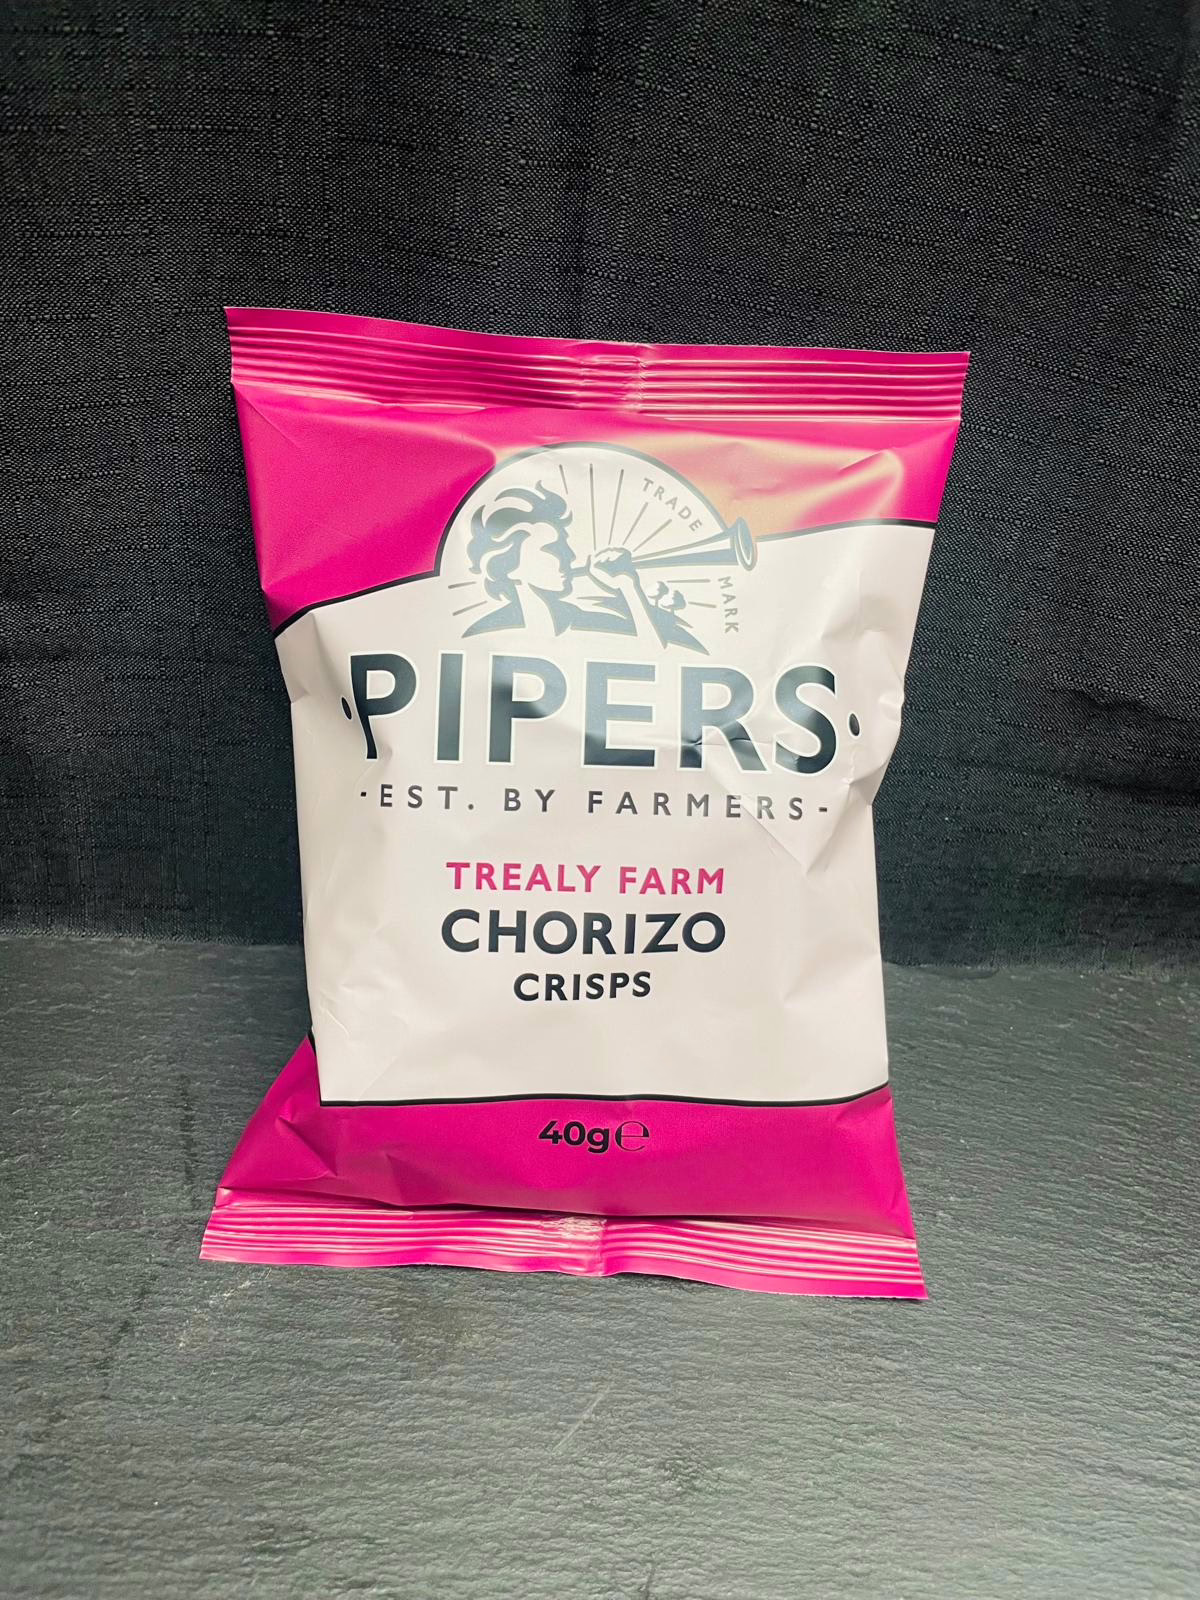 TRADE
MARK
·PIPERS·
-EST. BY FARMERS-
TREALY FARM
CHORIZO
CRISPS
40g℮